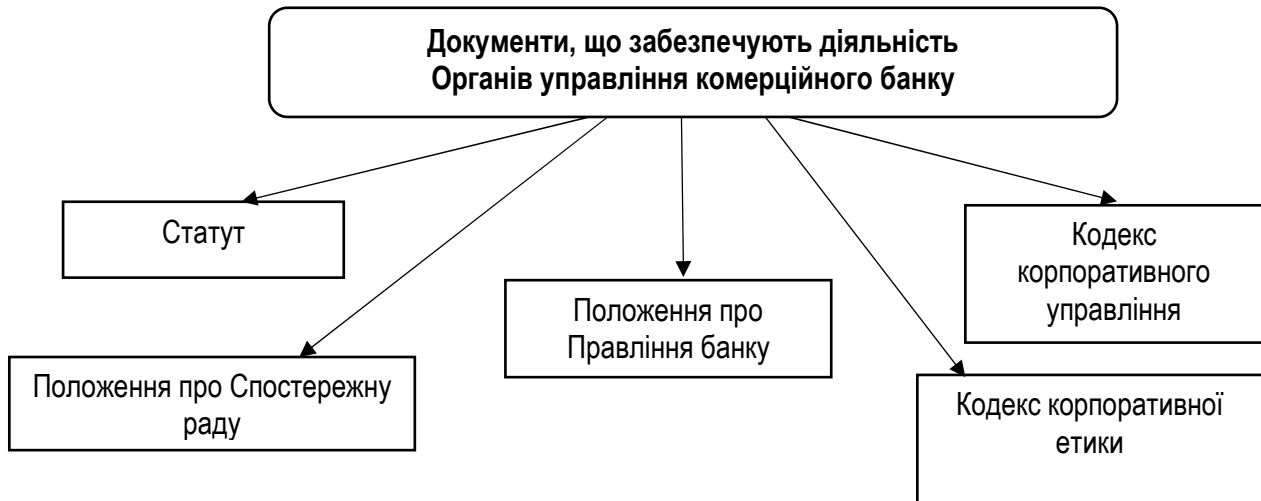 Документи, що забезпечують діяльність
Органів управління комерційного банку
Статут
Кодекс
корпоративного
управління
Положення про
Правління банку
Положення про Спостережну
раду
Кодекс корпоративної
етики